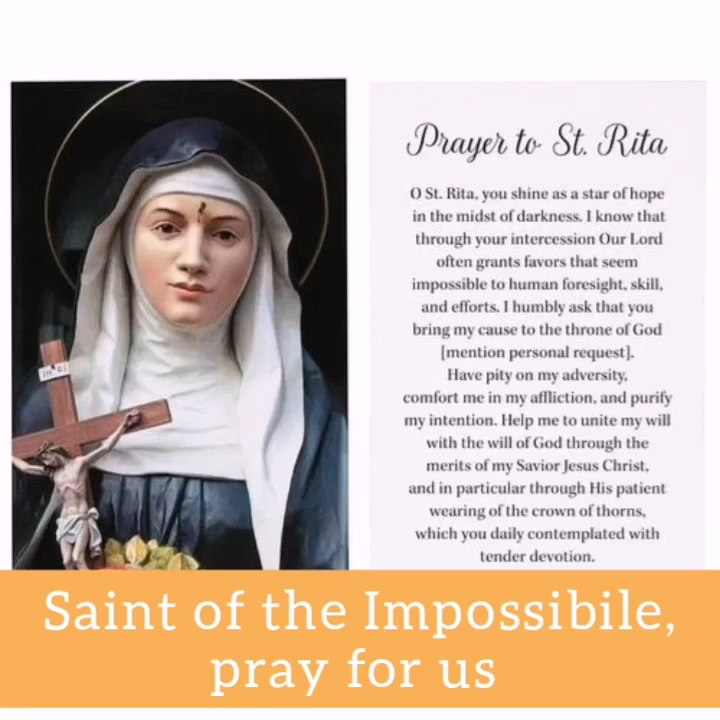 Prayer to St. Rita
O St. Rita, you shine as a star of hope
in the midst of darkness. I know that
through your intercession Our Lord
often grants favors that seem
impossible to human foresight, skill,
and efforts. I humbly ask that you
bring my cause to the throne of God
[mention personal request].
Have pity on my adversity,
comfort me in my affliction, and purify
my intention. Help me to unite my will
with the will of God through the
merits of my Savior Jesus Christ,
and in particular through His patient
wearing of the crown of thorns,
which you daily contemplated with
tender devotion.
Saint of the Impossibile,
pray for us